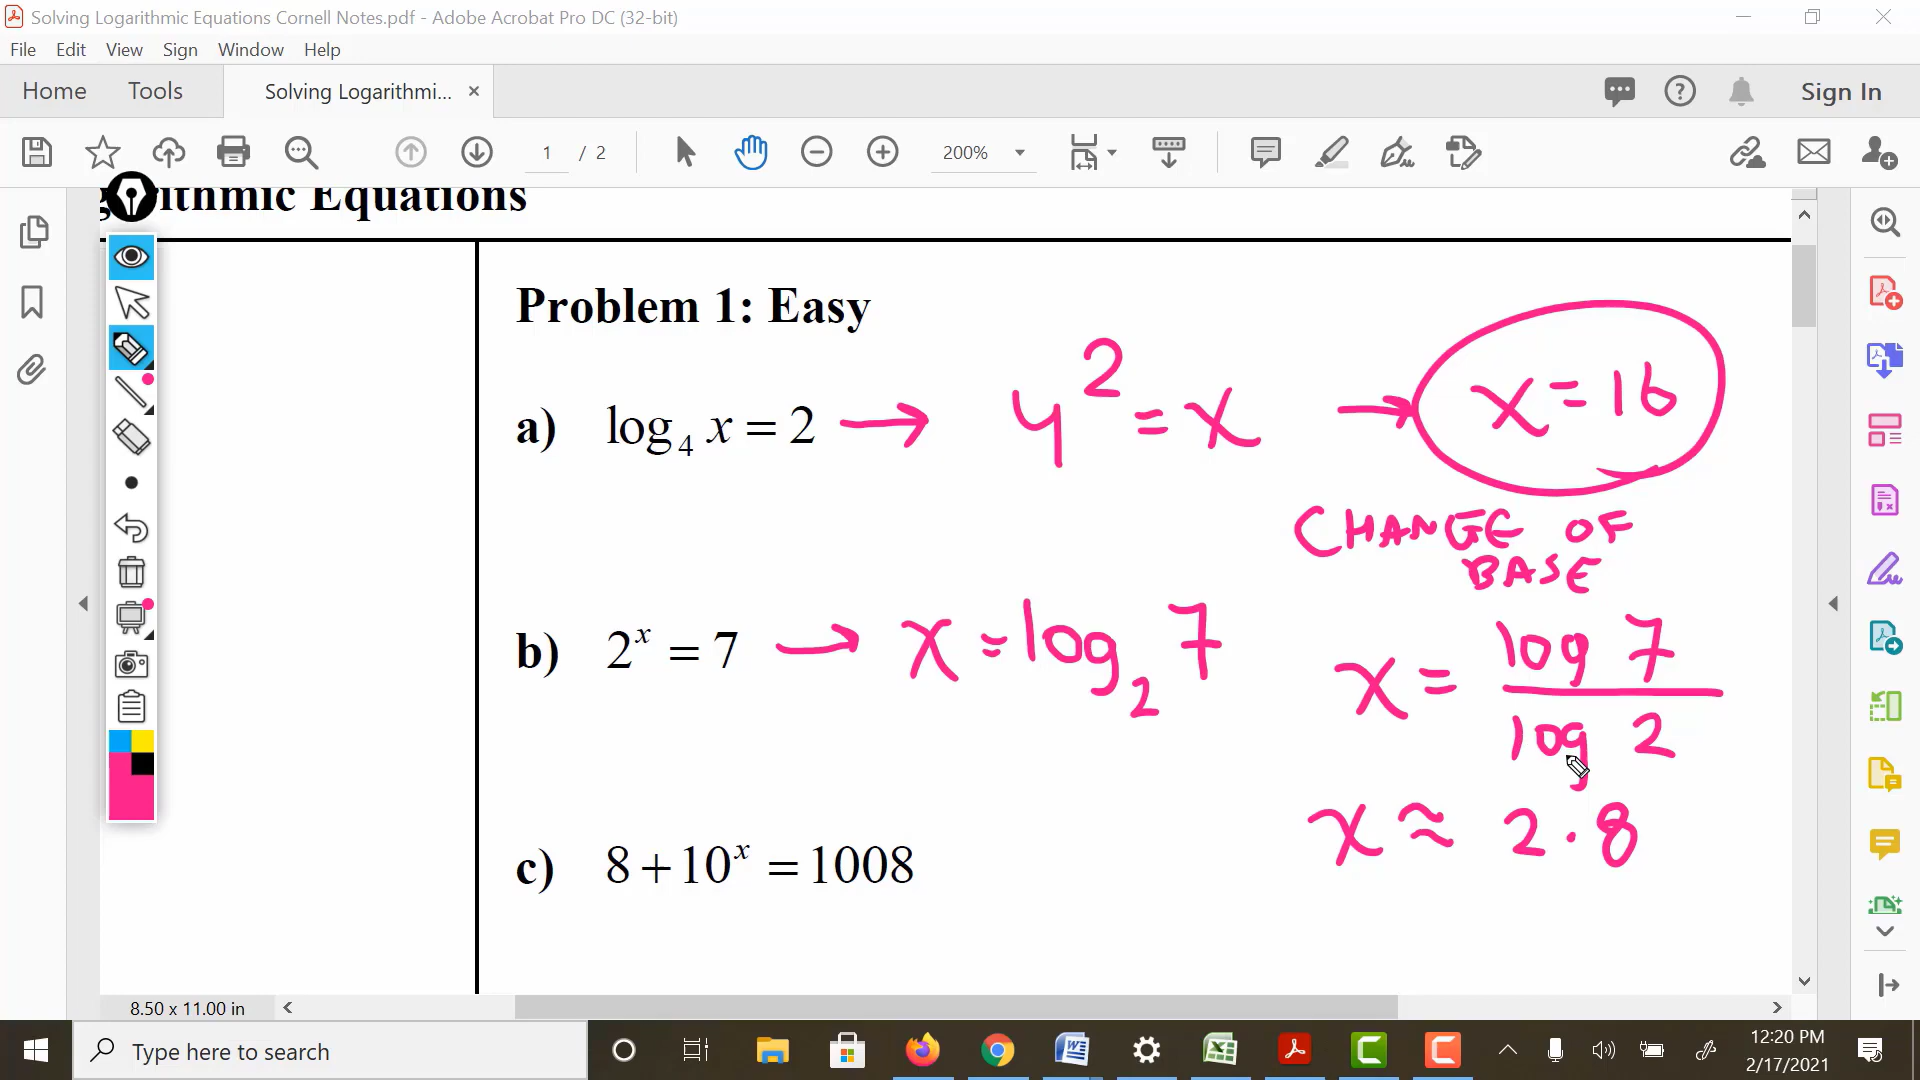 Solving Logarithmic Equations Cornell Notes.pdf - Adobe Acrobat Pro DC (32-bit)
File Edit View Sign Window Help
Home Tools Solving Logarithmi... × Sign In
1 / 2 200%
rithmic Equations
Problem 1: Easy
a) log₄ x = 2 → 4² = x → x = 16
CHANGE OF
BASE
b) 2ˣ = 7 → x = log₂ 7
x = log 7 / log 2
x ≈ 2.8
c) 8 + 10ˣ = 1008
8.50 x 11.00 in
Type here to search
12:20 PM
2/17/2021